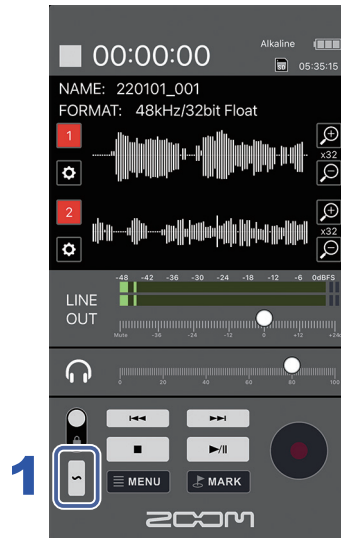 00:00:00
Alkaline
SD
05:35:15
NAME: 220101_001
FORMAT: 48kHz/32bit Float
1
x32
2
x32
-48 -42 -36 -30 -24 -18 -12 -6 0dBFS
LINE
OUT
Mute -36 -24 -12 0 +12 +24d
0 20 40 60 80 100
1
MENU
MARK
ZOOM